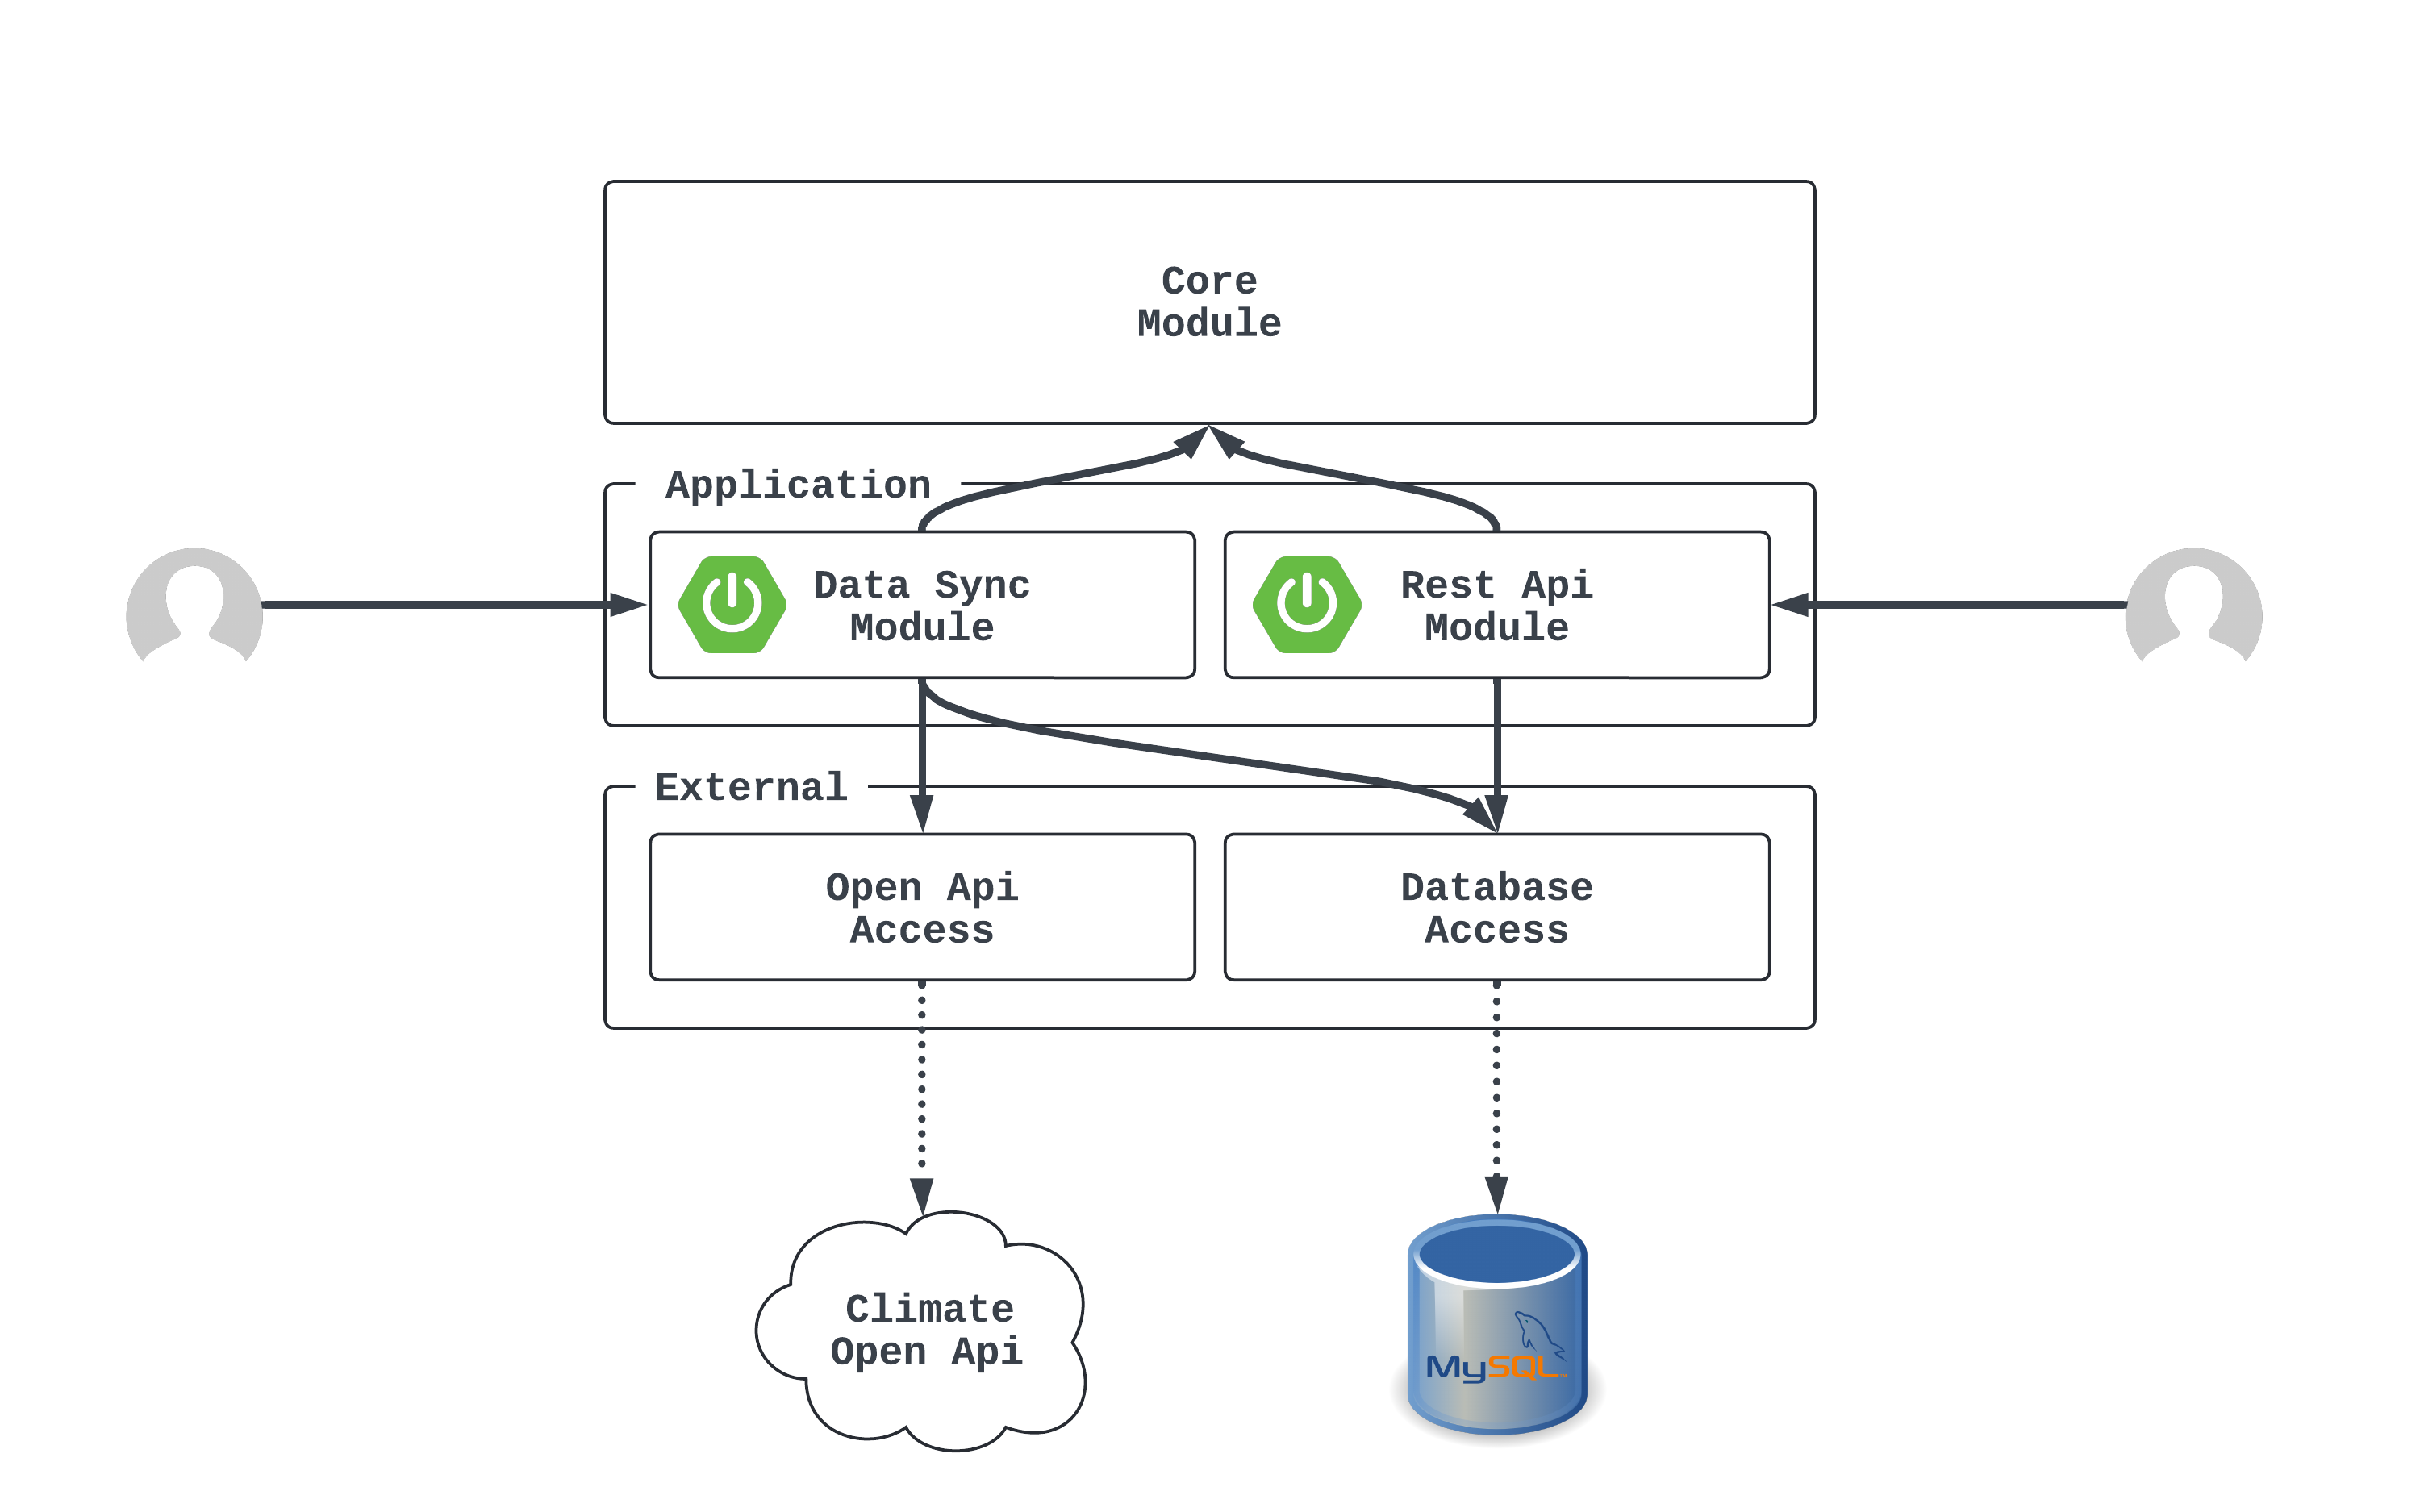 Core
Module
Application
Data Sync
Module
Rest Api
Module
External
Open Api
Access
Database
Access
Climate
Open Api
MySQL